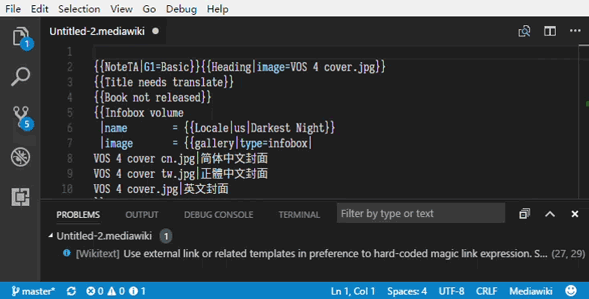 File Edit Selection View Go Debug Help
Untitled-2.mediawiki
1
1
2 {{NoteTA|G1=Basic}}{{Heading|image=VOS 4 cover.jpg}}
3 {{Title needs translate}}
4 {{Book not released}}
5 {{Infobox volume
6 |name = {{Locale|us|Darkest Night}}
7 |image = {{gallery|type=infobox|
8 VOS 4 cover cn.jpg|简体中文封面
9 VOS 4 cover tw.jpg|正體中文封面
10 VOS 4 cover.jpg|英文封面
5
PROBLEMS OUTPUT DEBUG CONSOLE TERMINAL Filter by type or text
Untitled-2.mediawiki 1
[Wikitext] Use external link or related templates in preference to hard-coded magic link expression. S... (27, 29)
master* 0 0 1 Ln 1, Col 1 Spaces: 4 UTF-8 CRLF Mediawiki